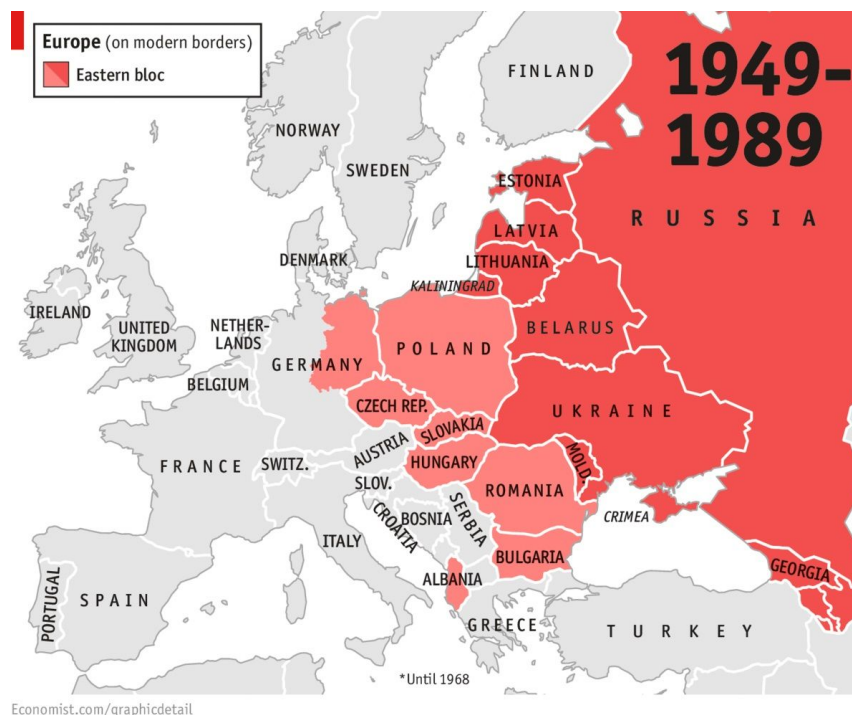 Europe (on modern borders)
Eastern bloc
1949-
1989
FINLAND
NORWAY
SWEDEN
ESTONIA
RUSSIA
LATVIA
DENMARK
LITHUANIA
KALININGRAD
IRELAND
UNITED
KINGDOM
NETHER-
LANDS
BELARUS
POLAND
GERMANY
BELGIUM
CZECH REP.
UKRAINE
SLOVAKIA
AUSTRIA
FRANCE
SWITZ.
HUNGARY
MOLD.
SLOV.
ROMANIA
CROATIA
BOSNIA
SERBIA
CRIMEA
ITALY
BULGARIA
GEORGIA
ALBANIA
PORTUGAL
SPAIN
GREECE
TURKEY
*Until 1968
Economist.com/graphicdetail